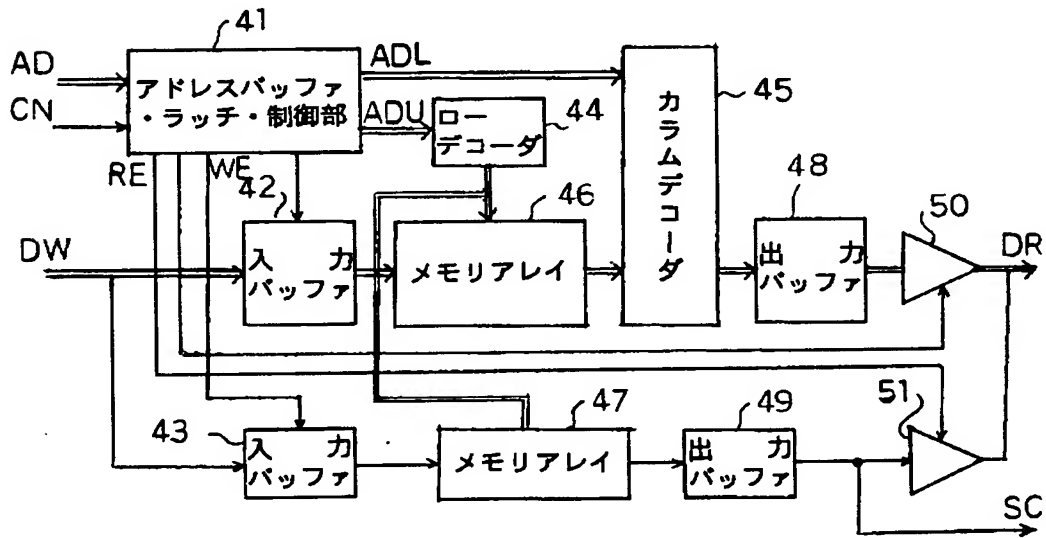 41
AD
CN
アドレスバッファ
・ラッチ・制御部
ADL
ADU
ロー
デコーダ
44
カラムデコーダ
45
RE
WE
42
46
48
50
DW
入力
バッファ
メモリアレイ
出力
バッファ
DR
43
47
49
51
入力
バッファ
メモリアレイ
出力
バッファ
SC